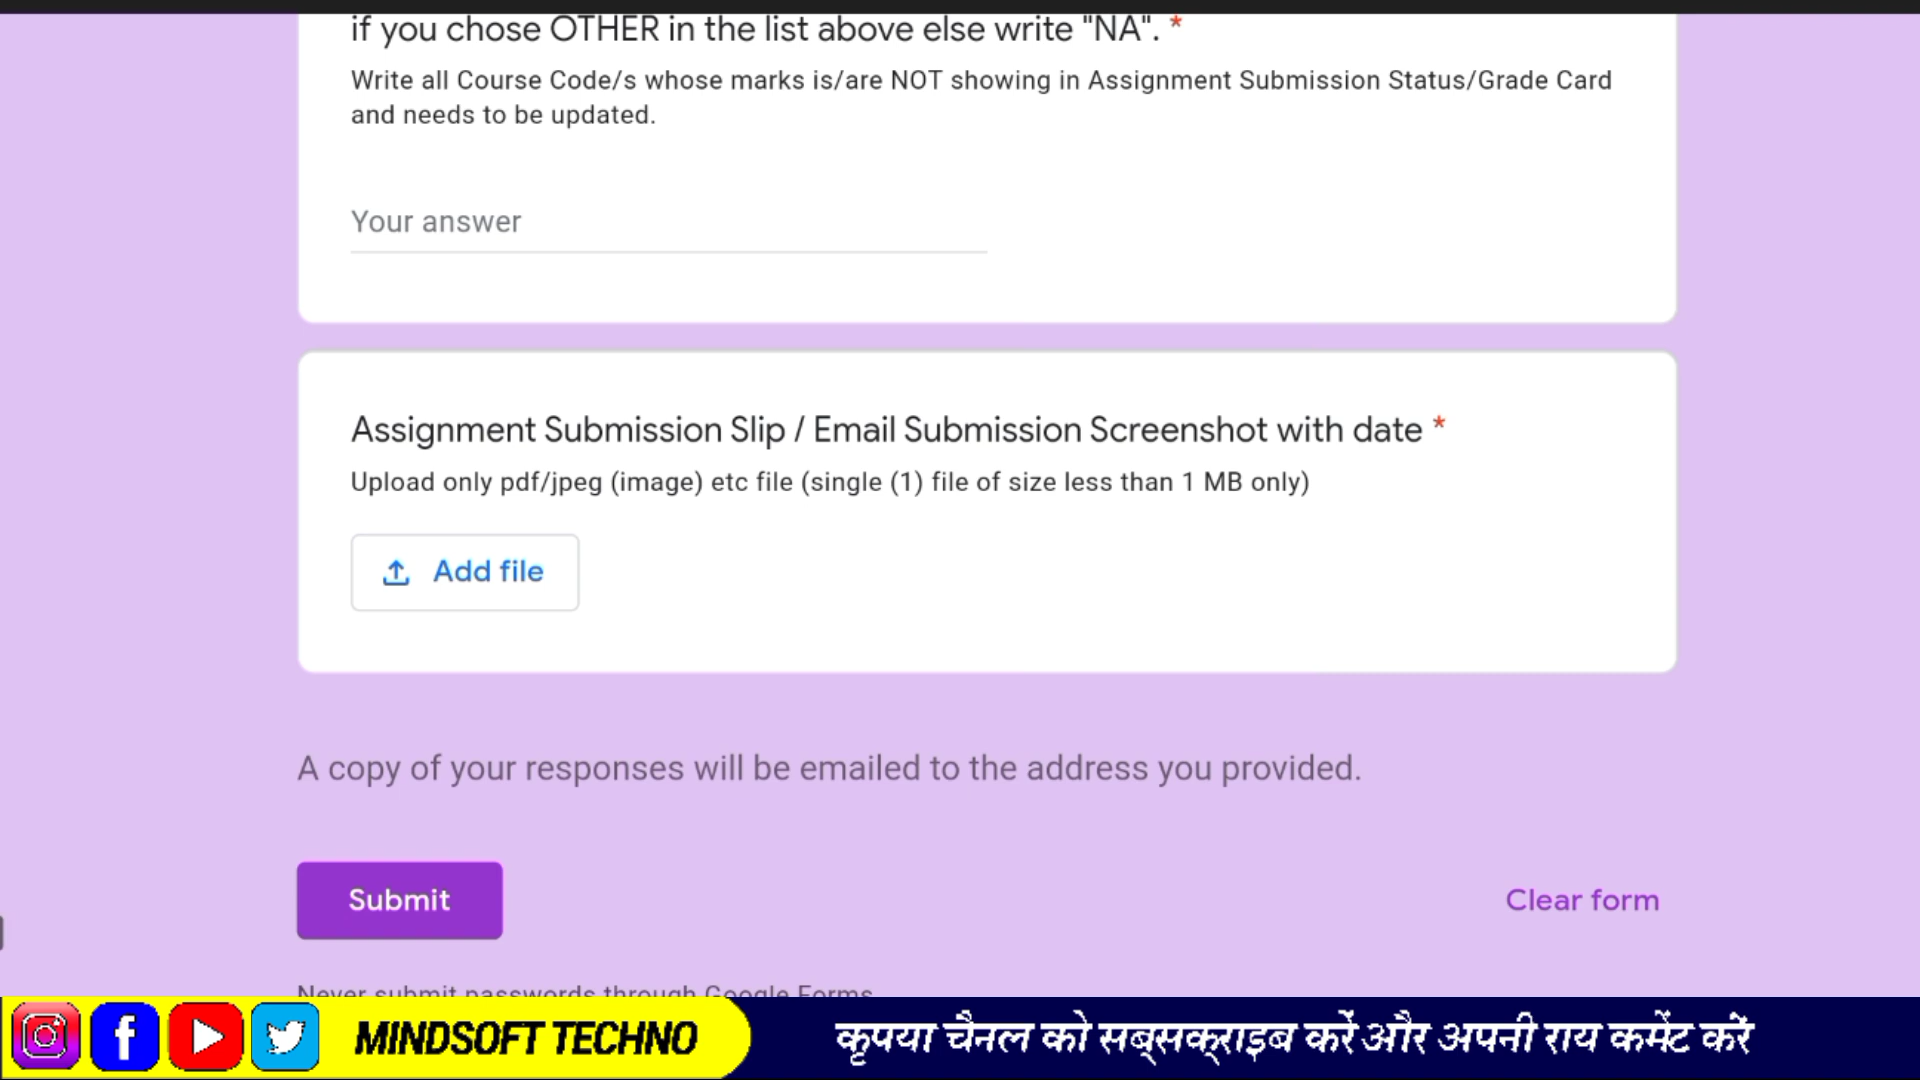 if you chose OTHER in the list above else write "NA". *
Write all Course Code/s whose marks is/are NOT showing in Assignment Submission Status/Grade Card
and needs to be updated.
Your answer
Assignment Submission Slip / Email Submission Screenshot with date *
Upload only pdf/jpeg (image) etc file (single (1) file of size less than 1 MB only)
Add file
A copy of your responses will be emailed to the address you provided.
Submit
Clear form
Never submit passwords through Google Forms
MINDSOFT TECHNO
कृपया चैनल को सब्सक्राइब करें और अपनी राय कमेंट करें